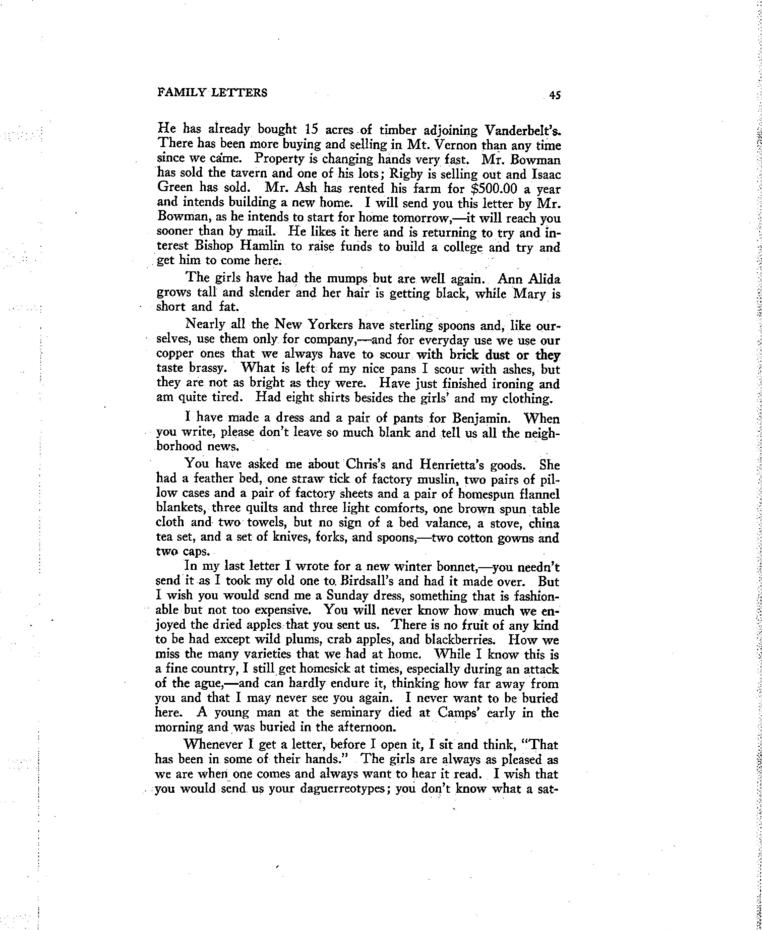 FAMILY LETTERS 45
He has already bought 15 acres of timber adjoining Vanderbelt's.
There has been more buying and selling in Mt. Vernon than any time
since we came. Property is changing hands very fast. Mr. Bowman
has sold the tavern and one of his lots; Rigby is selling out and Isaac
Green has sold. Mr. Ash has rented his farm for $500.00 a year
and intends building a new home. I will send you this letter by Mr.
Bowman, as he intends to start for home tomorrow,—it will reach you
sooner than by mail. He likes it here and is returning to try and in-
terest Bishop Hamlin to raise funds to build a college and try and
get him to come here.
The girls have had the mumps but are well again. Ann Alida
grows tall and slender and her hair is getting black, while Mary is
short and fat.
Nearly all the New Yorkers have sterling spoons and, like our-
selves, use them only for company,—and for everyday use we use our
copper ones that we always have to scour with brick dust or they
taste brassy. What is left of my nice pans I scour with ashes, but
they are not as bright as they were. Have just finished ironing and
am quite tired. Had eight shirts besides the girls' and my clothing.
I have made a dress and a pair of pants for Benjamin. When
you write, please don't leave so much blank and tell us all the neigh-
borhood news.
You have asked me about Chris's and Henrietta's goods. She
had a feather bed, one straw tick of factory muslin, two pairs of pil-
low cases and a pair of factory sheets and a pair of homespun flannel
blankets, three quilts and three light comforts, one brown spun table
cloth and two towels, but no sign of a bed valance, a stove, china
tea set, and a set of knives, forks, and spoons,—two cotton gowns and
two caps.
In my last letter I wrote for a new winter bonnet,—you needn't
send it as I took my old one to Birdsall's and had it made over. But
I wish you would send me a Sunday dress, something that is fashion-
able but not too expensive. You will never know how much we en-
joyed the dried apples that you sent us. There is no fruit of any kind
to be had except wild plums, crab apples, and blackberries. How we
miss the many varieties that we had at home. While I know this is
a fine country, I still get homesick at times, especially during an attack
of the ague,—and can hardly endure it, thinking how far away from
you and that I may never see you again. I never want to be buried
here. A young man at the seminary died at Camps' early in the
morning and was buried in the afternoon.
Whenever I get a letter, before I open it, I sit and think, "That
has been in some of their hands." The girls are always as pleased as
we are when one comes and always want to hear it read. I wish that
you would send us your daguerreotypes; you don't know what a sat-